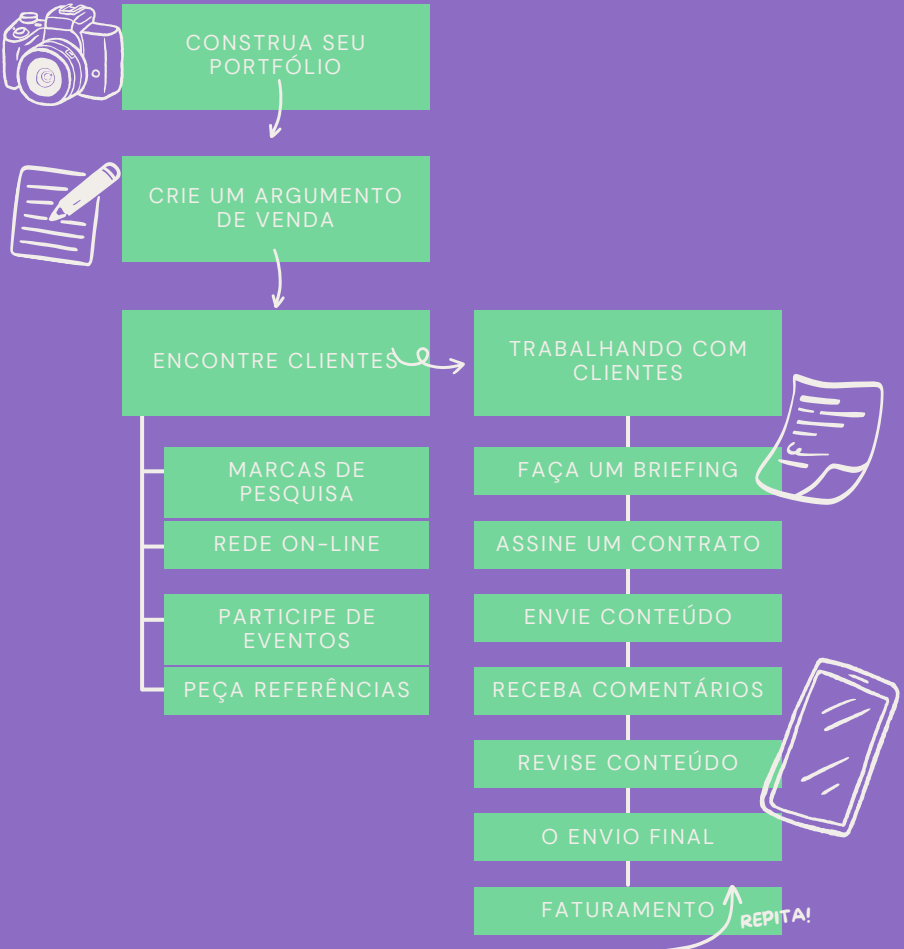 CONSTRUA SEU
PORTFÓLIO
CRIE UM ARGUMENTO
DE VENDA
ENCONTRE CLIENTES
MARCAS DE
PESQUISA
REDE ON-LINE
PARTICIPE DE
EVENTOS
PEÇA REFERÊNCIAS
TRABALHANDO COM
CLIENTES
FAÇA UM BRIEFING
ASSINE UM CONTRATO
ENVIE CONTEÚDO
RECEBA COMENTÁRIOS
REVISE CONTEÚDO
O ENVIO FINAL
FATURAMENTO
REPITA!